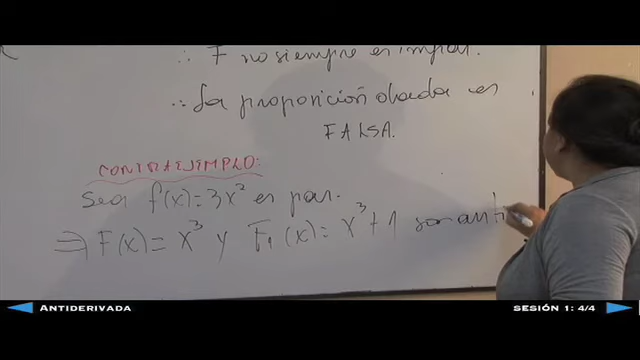 ∴ F no siempre es impar.
∴ La proposición dada es
FALSA.
CONTRAEJEMPLO:
Sea f(x)=3x² es par.
⇒ F(x)=x³ y F₁(x)=x³+1 son anti
ANTIDERIVADA
SESIÓN 1: 4/4